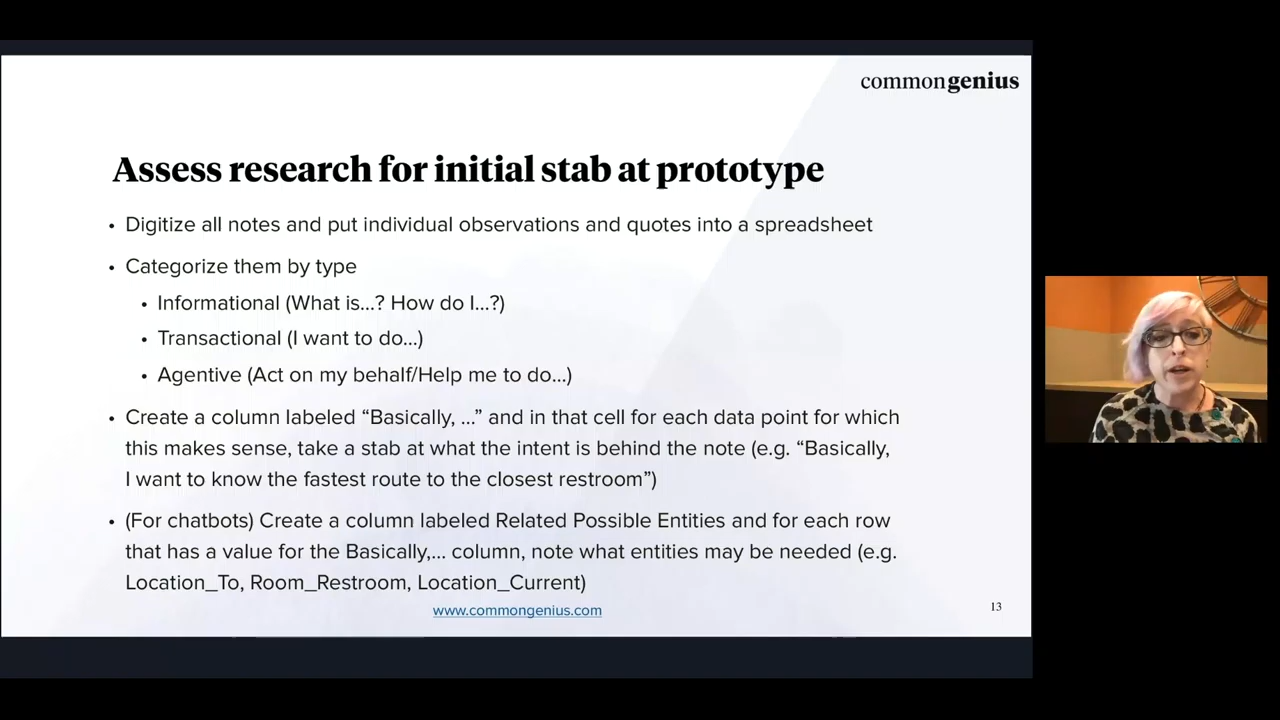 commongenius
Assess research for initial stab at prototype
• Digitize all notes and put individual observations and quotes into a spreadsheet
• Categorize them by type
• Informational (What is...? How do I...?)
• Transactional (I want to do...)
• Agentive (Act on my behalf/Help me to do...)
• Create a column labeled “Basically, ...” and in that cell for each data point for which
this makes sense, take a stab at what the intent is behind the note (e.g. “Basically,
I want to know the fastest route to the closest restroom”)
• (For chatbots) Create a column labeled Related Possible Entities and for each row
that has a value for the Basically,... column, note what entities may be needed (e.g.
Location_To, Room_Restroom, Location_Current)
www.commongenius.com
13